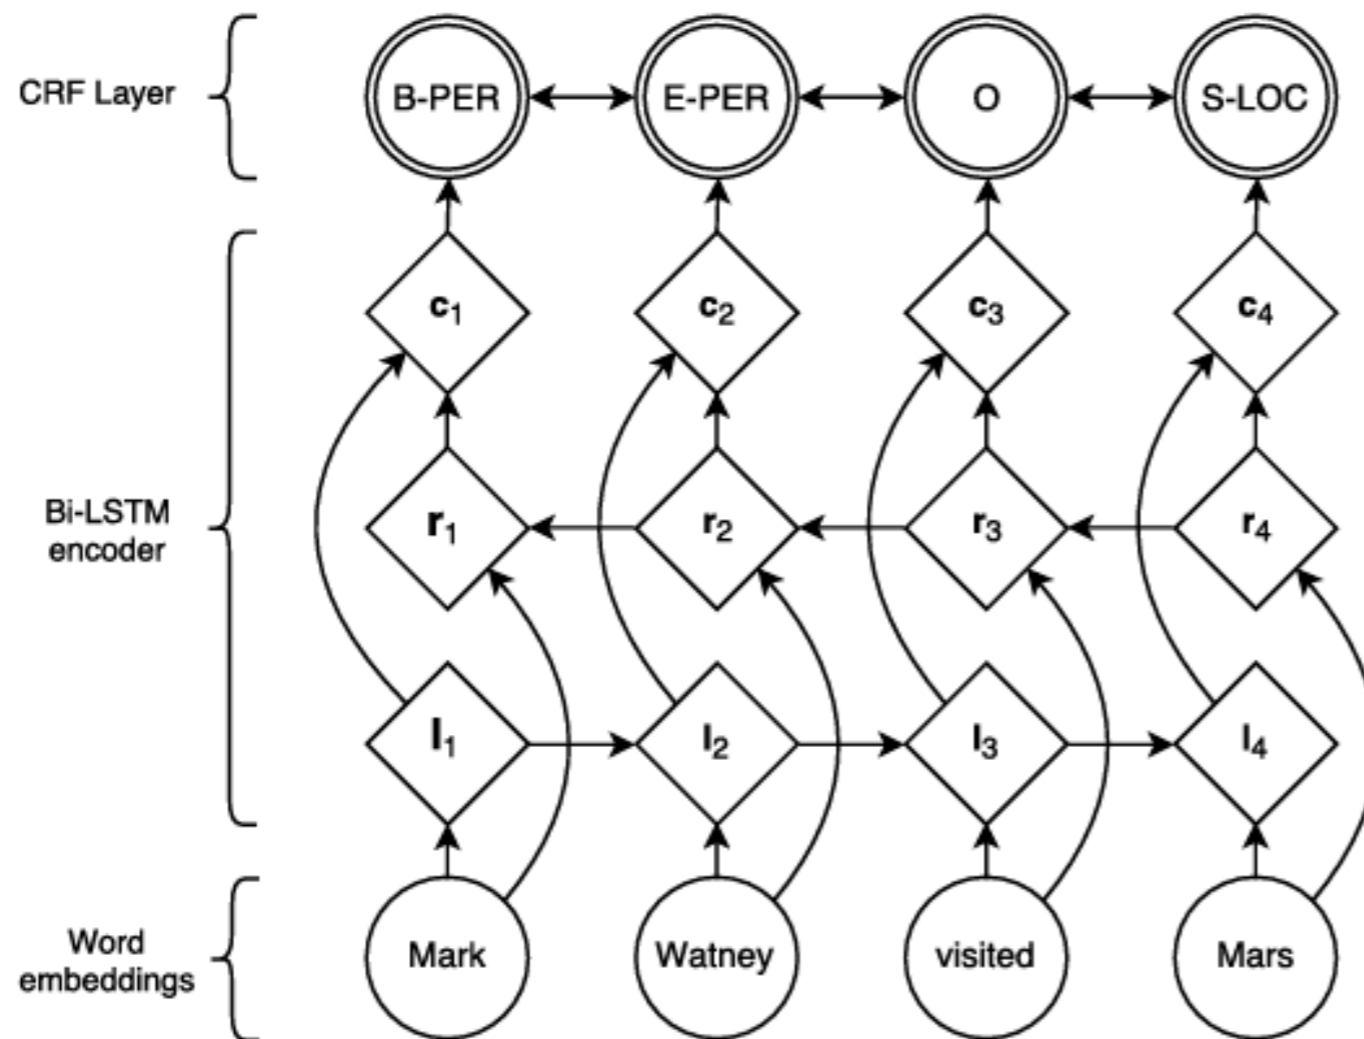 CRF Layer
B-PER
E-PER
O
S-LOC
c1
c2
c3
c4
Bi-LSTM
encoder
r1
r2
r3
r4
l1
l2
l3
l4
Word
embeddings
Mark
Watney
visited
Mars